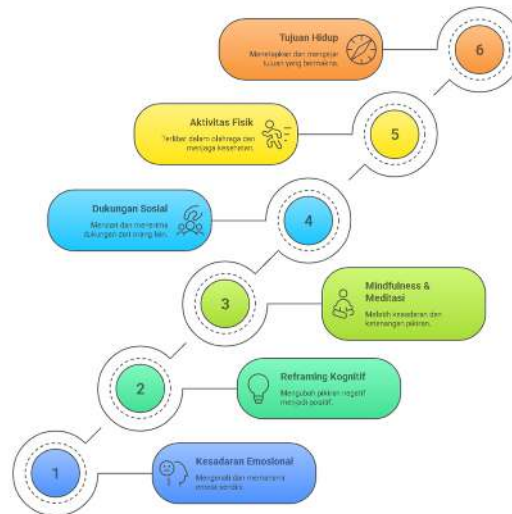 Tujuan Hidup
Menetapkan dan mengejar
tujuan yang bermakna.
6
Aktivitas Fisik
Terlibat dalam olahraga dan
menjaga kesehatan.
5
Dukungan Sosial
Mencari dan menerima
dukungan dari orang lain.
4
3
Mindfulness &
Meditasi
Melatih kesadaran dan
ketenangan pikiran.
2
Reframing Kognitif
Mengubah pikiran negatif
menjadi positif.
1
Kesadaran Emosional
Mengenali dan memahami
emosi sendiri.